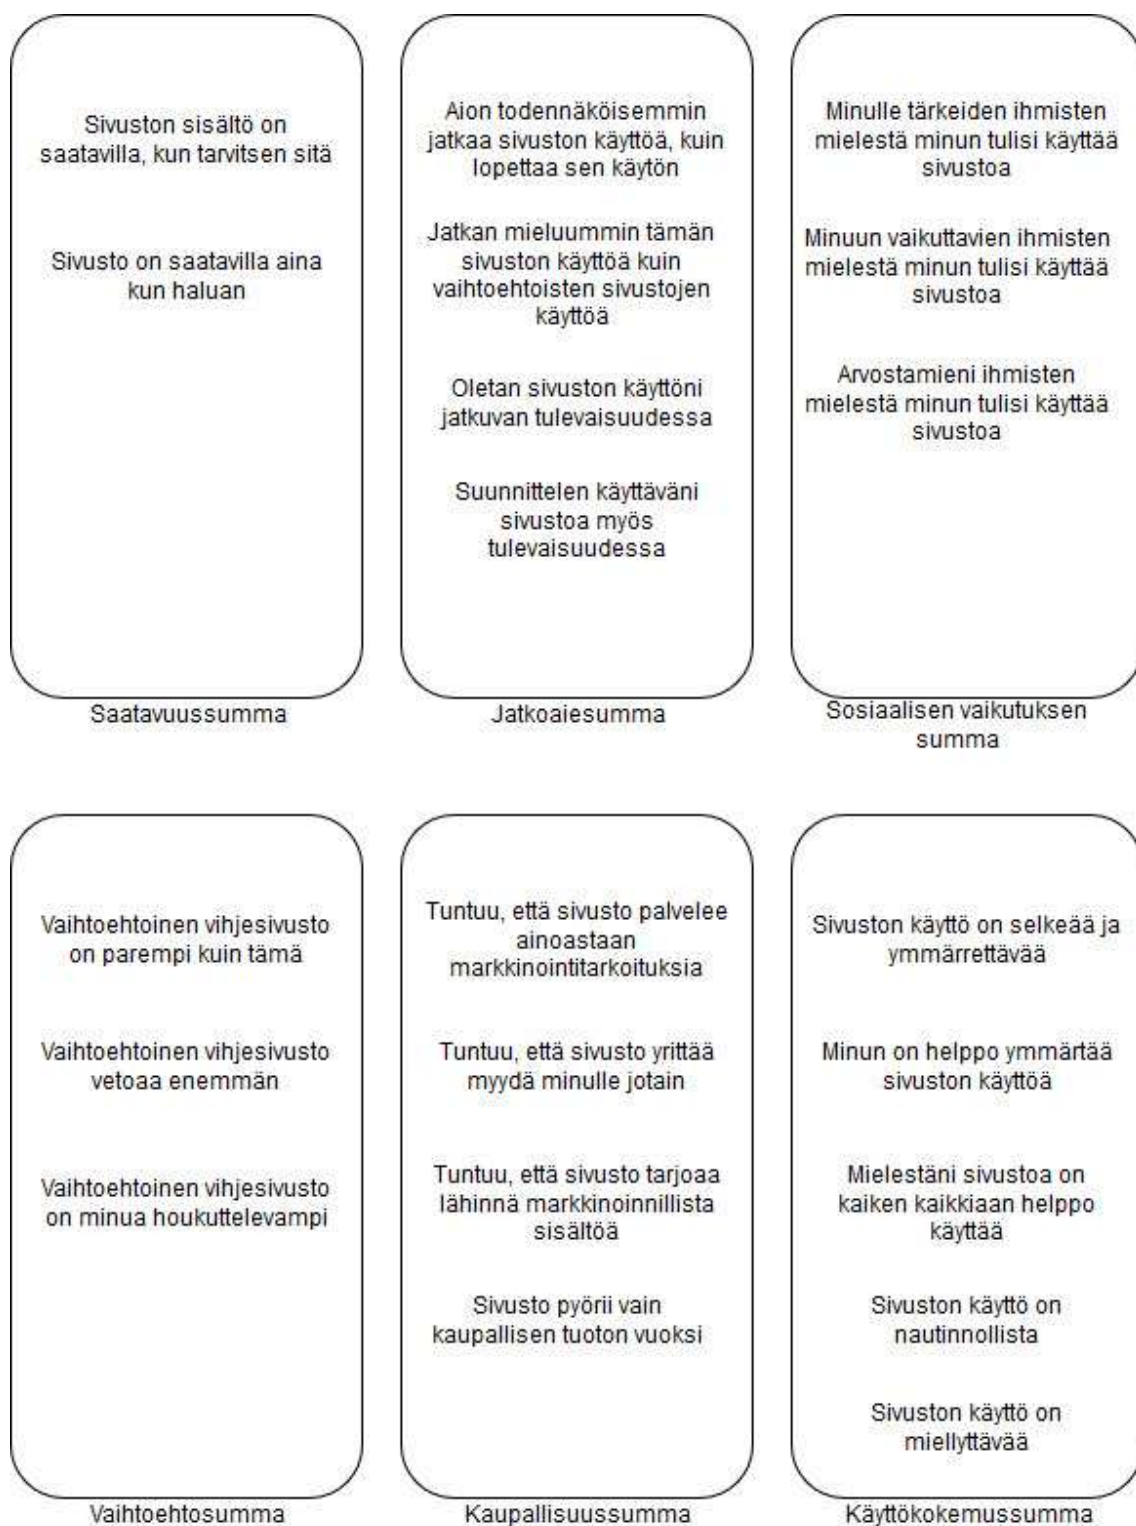 Sivuston sisältö on
saatavilla, kun tarvitsen sitä
Sivusto on saatavilla aina
kun haluan
Saatavuussumma
Aion todennäköisemmin
jatkaa sivuston käyttöä, kuin
lopettaa sen käytön
Jatkan mieluummin tämän
sivuston käyttöä kuin
vaihtoehtoisten sivustojen
käyttöä
Oletan sivuston käyttöni
jatkuvan tulevaisuudessa
Suunnittelen käyttäväni
sivustoa myös
tulevaisuudessa
Jatkoaiesumma
Minulle tärkeiden ihmisten
mielestä minun tulisi käyttää
sivustoa
Minuun vaikuttavien ihmisten
mielestä minun tulisi käyttää
sivustoa
Arvostamieni ihmisten
mielestä minun tulisi käyttää
sivustoa
Sosiaalisen vaikutuksen
summa
Vaihtoehtoinen vihjesivusto
on parempi kuin tämä
Vaihtoehtoinen vihjesivusto
vetoaa enemmän
Vaihtoehtoinen vihjesivusto
on minua houkuttelevampi
Vaihtoehtosumma
Tuntuu, että sivusto palvelee
ainoastaan
markkinointitarkoituksia
Tuntuu, että sivusto yrittää
myydä minulle jotain
Tuntuu, että sivusto tarjoaa
lähinnä markkinoinnillista
sisältöä
Sivusto pyörii vain
kaupallisen tuoton vuoksi
Kaupallisuussumma
Sivuston käyttö on selkeää ja
ymmärrettävää
Minun on helppo ymmärtää
sivuston käyttöä
Mielestäni sivustoa on
kaiken kaikkiaan helppo
käyttää
Sivuston käyttö on
nautinnollista
Sivuston käyttö on
miellyttävää
Käyttökokemussumma